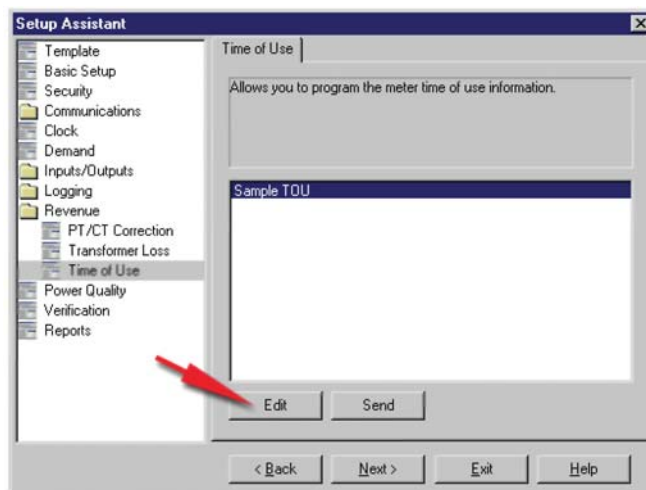 Setup Assistant
Template
Basic Setup
Security
Communications
Clock
Demand
Inputs/Outputs
Logging
Revenue
PT/CT Correction
Transformer Loss
Time of Use
Power Quality
Verification
Reports
Time of Use
Allows you to program the meter time of use information.
Sample TOU
Edit
Send
< Back
Next >
Exit
Help